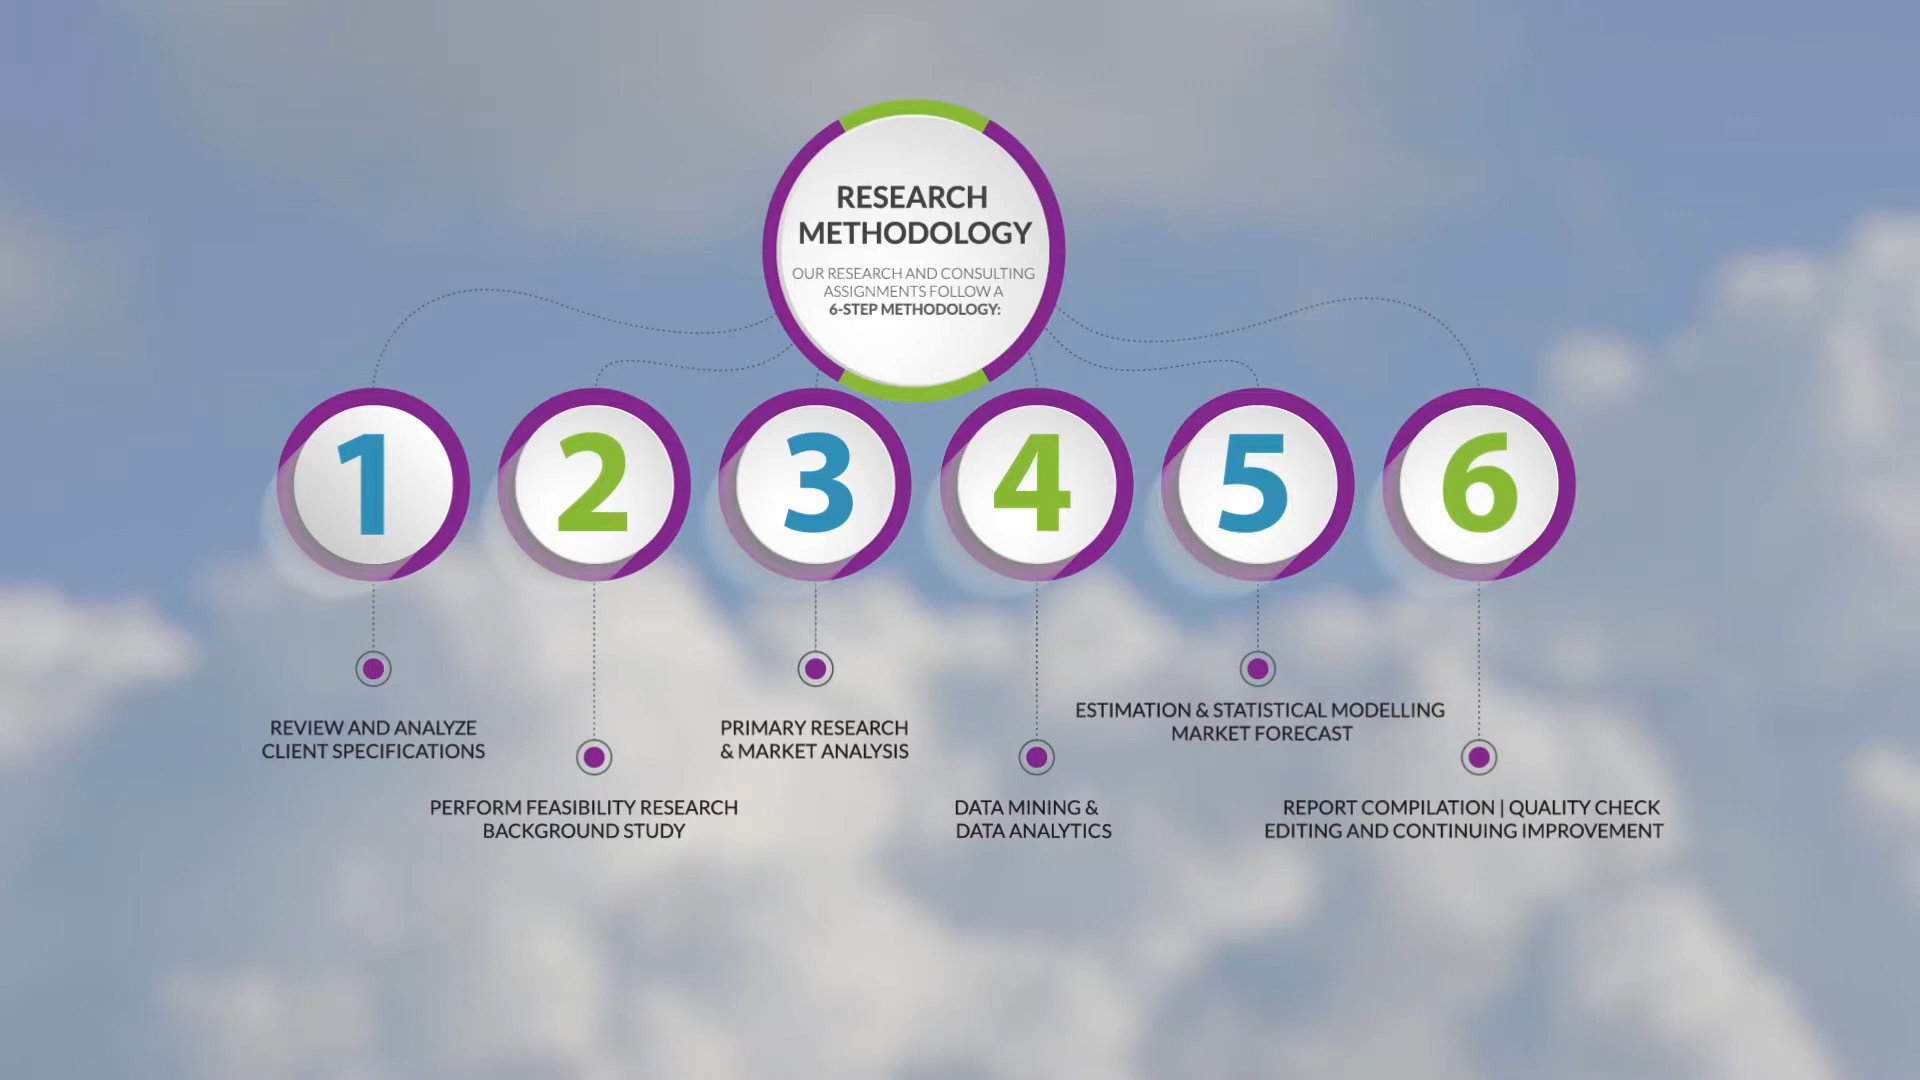 RESEARCH
METHODOLOGY
OUR RESEARCH AND CONSULTING
ASSIGNMENTS FOLLOW A
6-STEP METHODOLOGY:
1
2
3
4
5
6
REVIEW AND ANALYZE
CLIENT SPECIFICATIONS
PERFORM FEASIBILITY RESEARCH
BACKGROUND STUDY
PRIMARY RESEARCH
& MARKET ANALYSIS
DATA MINING &
DATA ANALYTICS
ESTIMATION & STATISTICAL MODELLING
MARKET FORECAST
REPORT COMPILATION | QUALITY CHECK
EDITING AND CONTINUING IMPROVEMENT